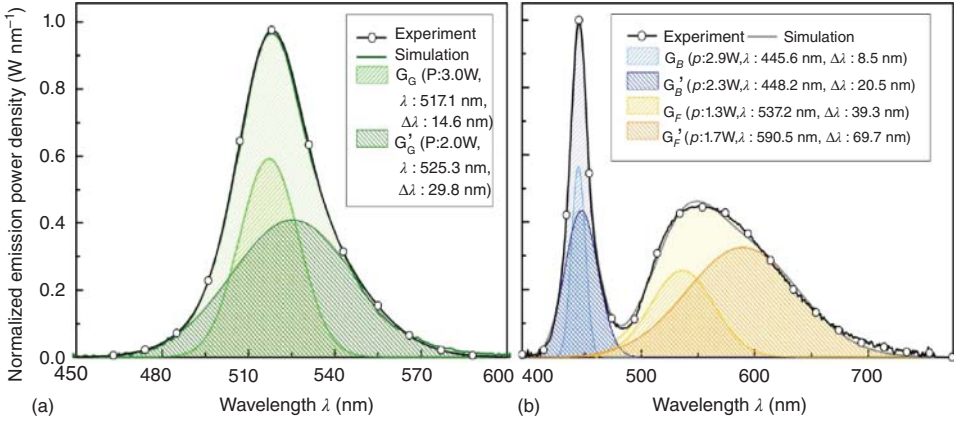 Normalized emission power density (W nm⁻¹)
1.0
0.8
0.6
0.4
0.2
0.0
450
480
510
540
570
600
Wavelength λ (nm)
(a)
Experiment
Simulation
G_G (P:3.0W,
λ : 517.1 nm,
Δλ : 14.6 nm)
G'_G (P:2.0W,
λ : 525.3 nm,
Δλ : 29.8 nm)
Experiment Simulation
G_B (p:2.9W,λ : 445.6 nm, Δλ : 8.5 nm)
G'_B (p:2.3W,λ : 448.2 nm, Δλ : 20.5 nm)
G_F (p:1.3W,λ : 537.2 nm, Δλ : 39.3 nm)
G'_F (p:1.7W,λ : 590.5 nm, Δλ : 69.7 nm)
400
500
600
700
Wavelength λ (nm)
(b)